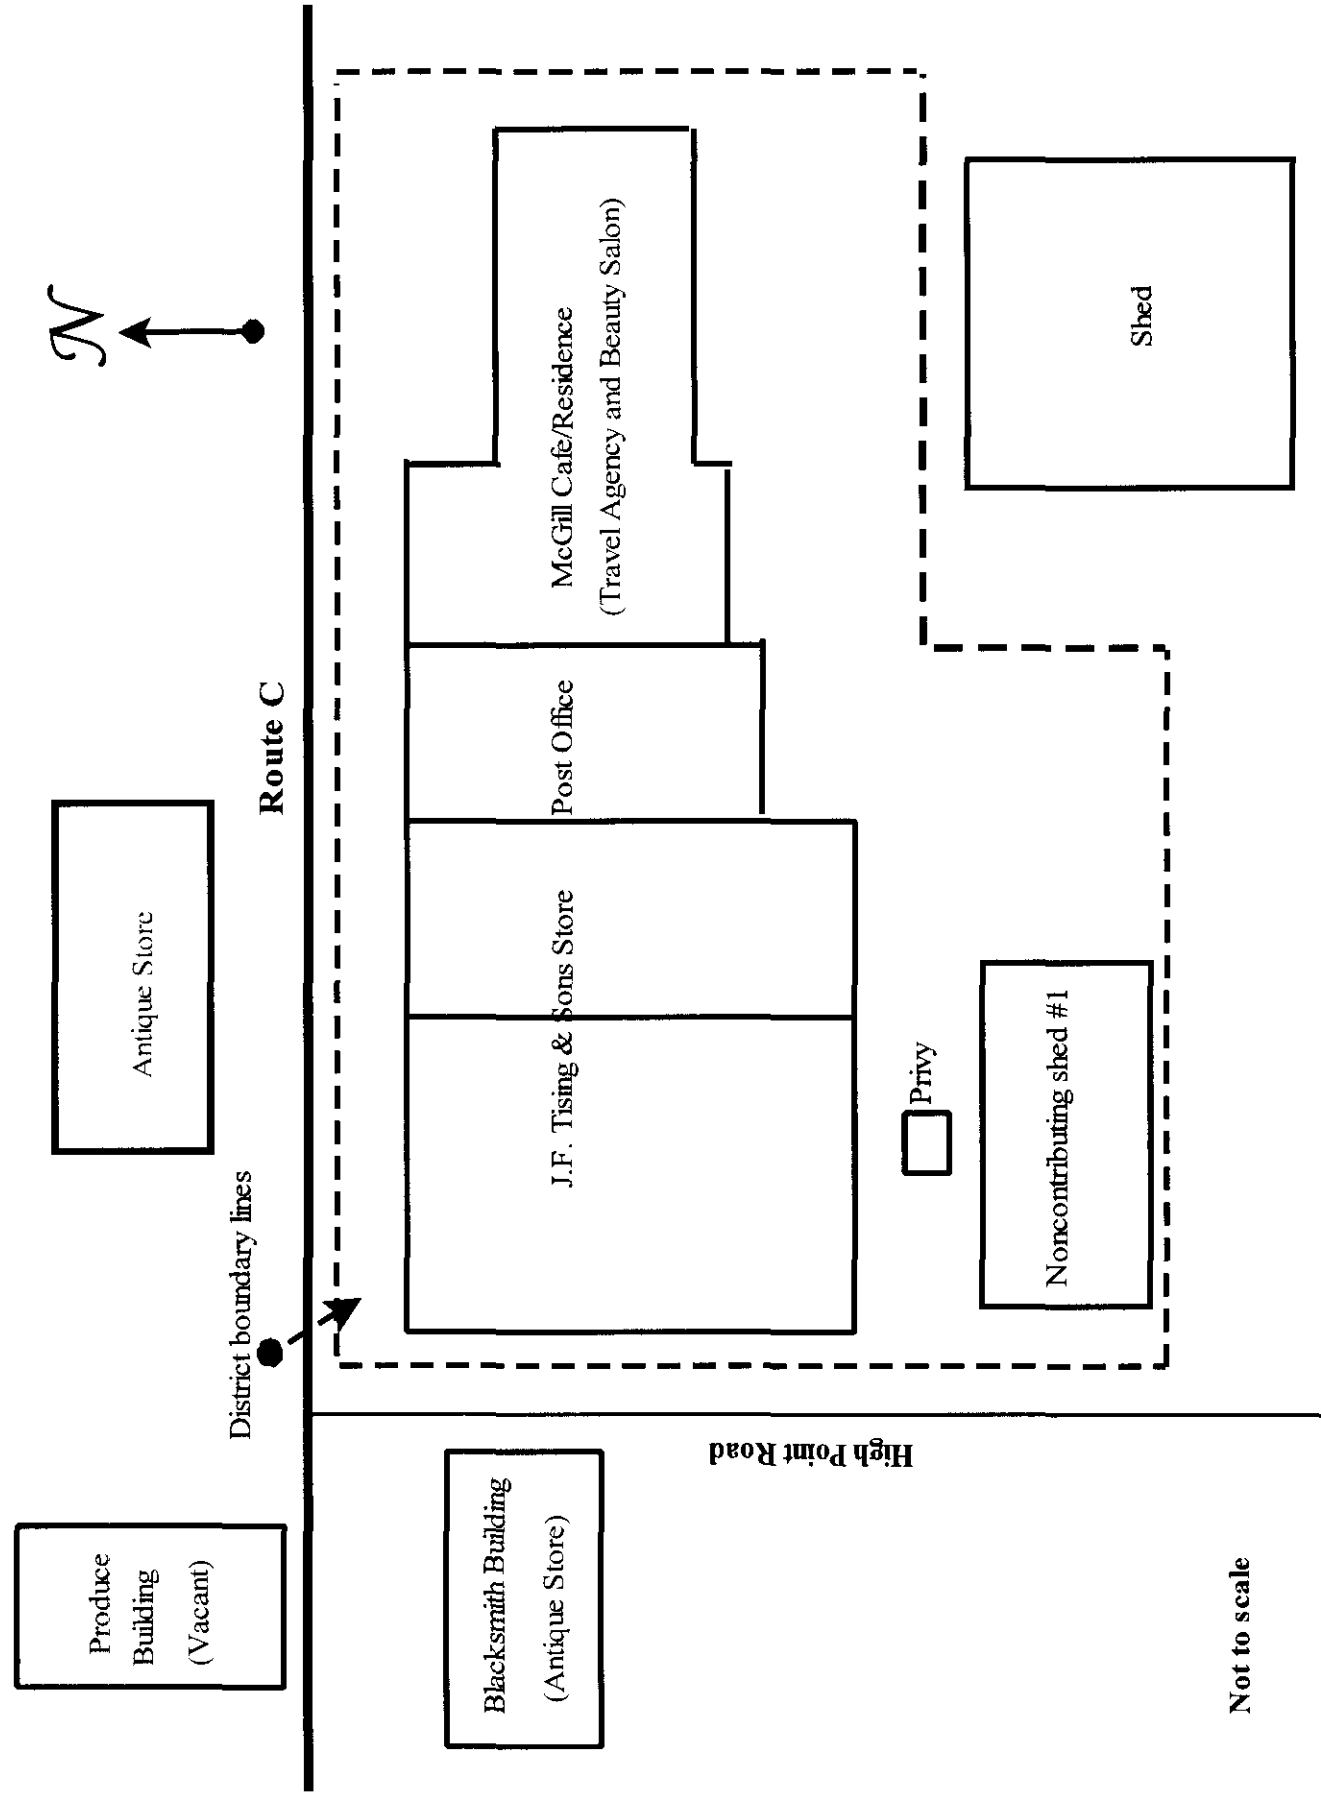 N
Route C
Antique Store
District boundary lines
Produce
Building
(Vacant)
McGill Cafe/Residence
(Travel Agency and Beauty Salon)
Post Office
J.F. Tising & Sons Store
Privy
Noncontributing shed #1
Shed
High Point Road
Blacksmith Building
(Antique Store)
Not to scale